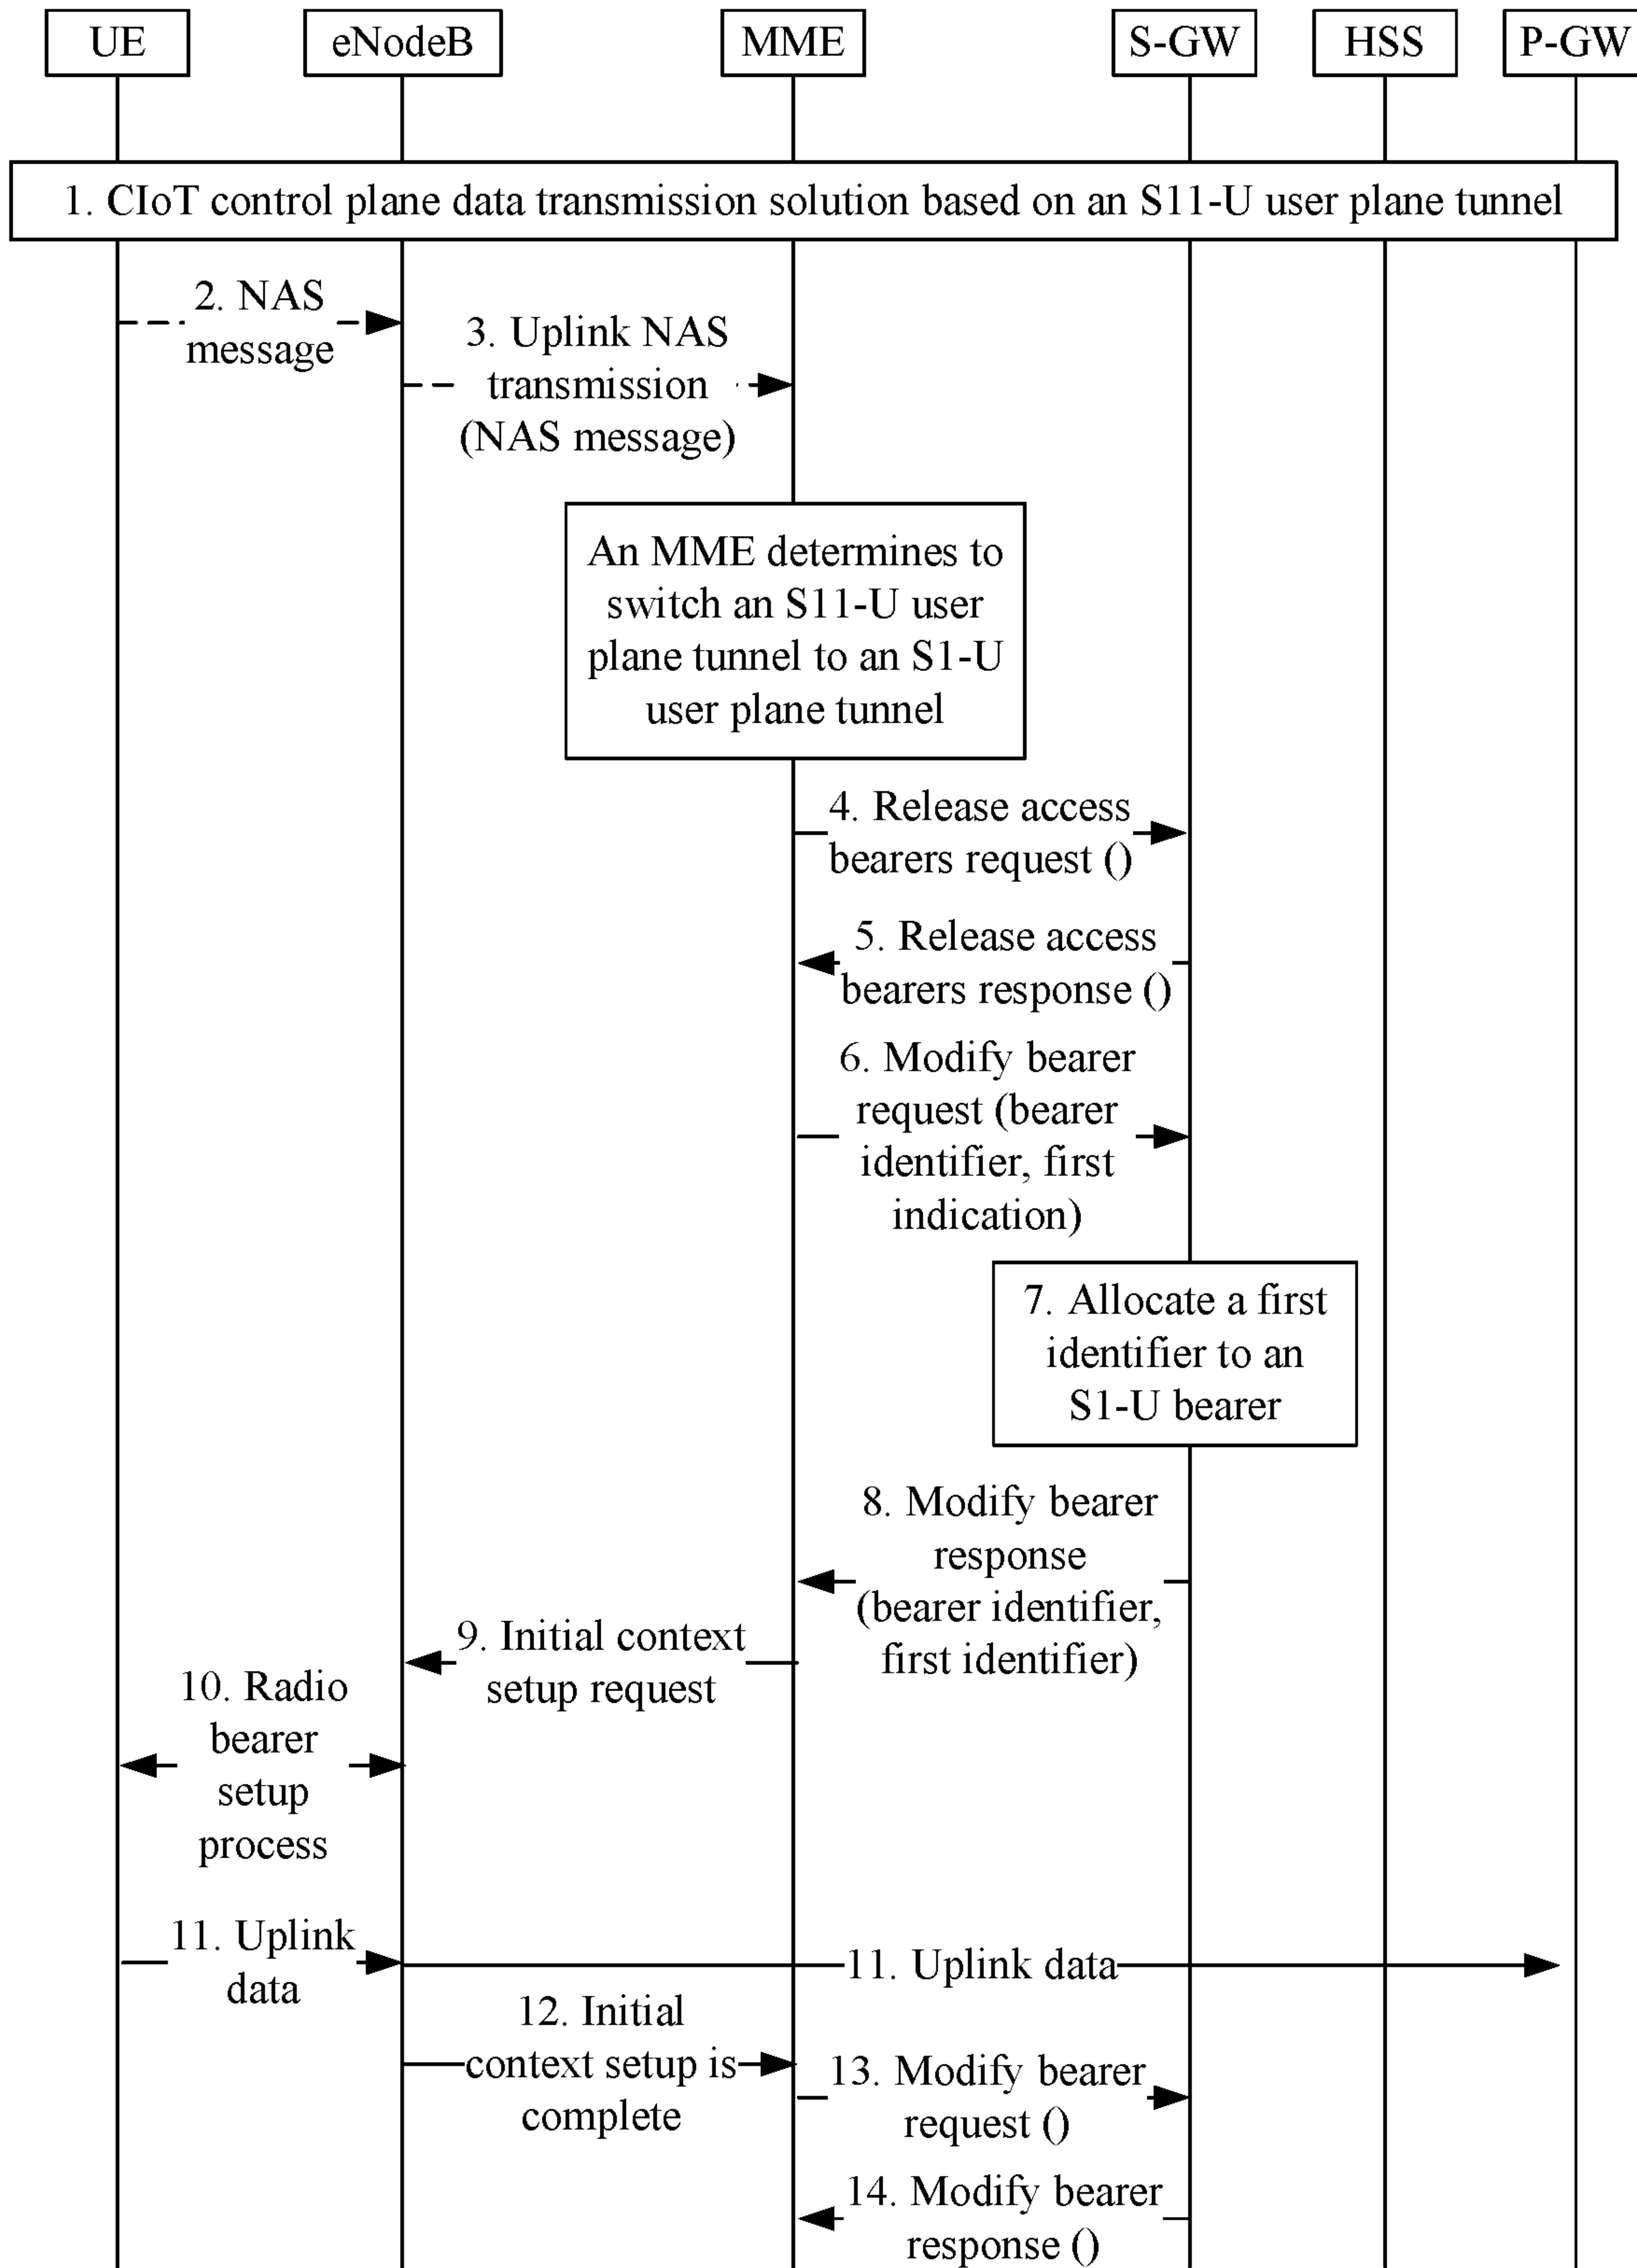 UE
eNodeB
MME
S-GW
HSS
P-GW
1. CIoT control plane data transmission solution based on an S11-U user plane tunnel
2. NAS
message
3. Uplink NAS
transmission
(NAS message)
An MME determines to
switch an S11-U user
plane tunnel to an S1-U
user plane tunnel
4. Release access
bearers request ()
5. Release access
bearers response ()
6. Modify bearer
request (bearer
identifier, first
indication)
7. Allocate a first
identifier to an
S1-U bearer
8. Modify bearer
response
(bearer identifier,
first identifier)
9. Initial context
setup request
10. Radio
bearer
setup
process
11. Uplink
data
11. Uplink data
12. Initial
context setup is
complete
13. Modify bearer
request ()
14. Modify bearer
response ()